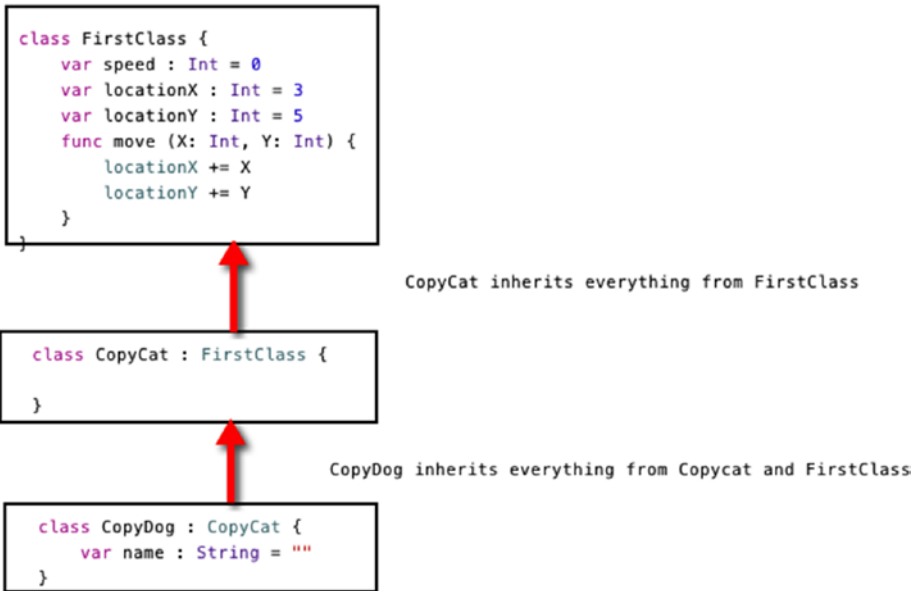 class FirstClass {
var speed : Int = 0
var locationX : Int = 3
var locationY : Int = 5
func move (X: Int, Y: Int) {
locationX += X
locationY += Y
}
}
CopyCat inherits everything from FirstClass
class CopyCat : FirstClass {
}
CopyDog inherits everything from Copycat and FirstClass
class CopyDog : CopyCat {
var name : String = ""
}